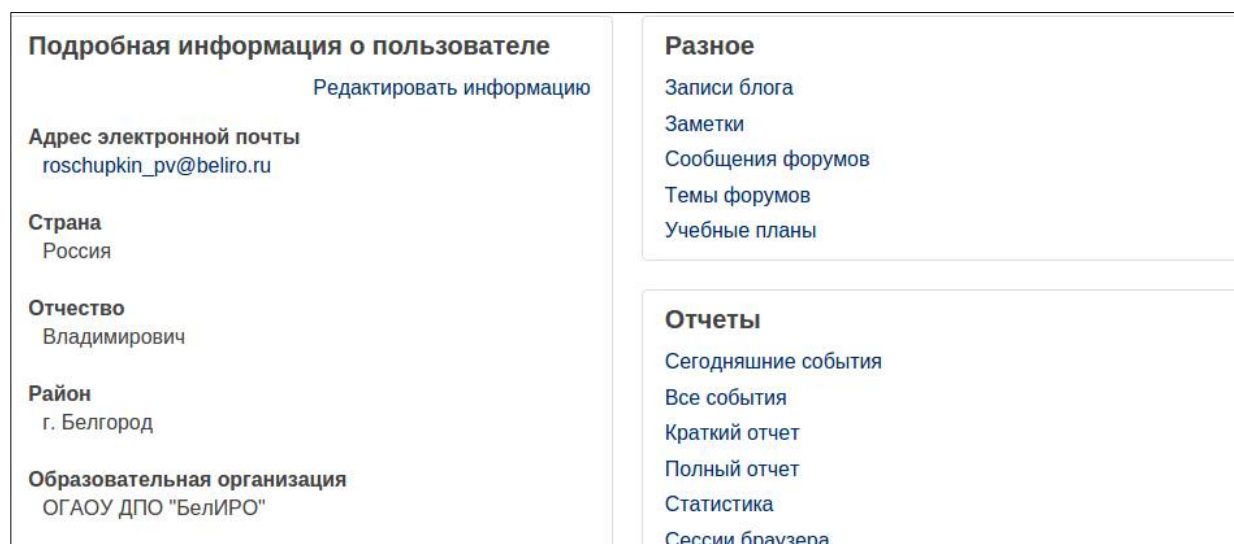 Подробная информация о пользователе
Редактировать информацию
Адрес электронной почты
roschupkin_pv@beliro.ru
Страна
Россия
Отчество
Владимирович
Район
г. Белгород
Образовательная организация
ОГАОУ ДПО "БелИРО"
Разное
Записи блога
Заметки
Сообщения форумов
Темы форумов
Учебные планы
Отчеты
Сегодняшние события
Все события
Краткий отчет
Полный отчет
Статистика
Сессии браузера